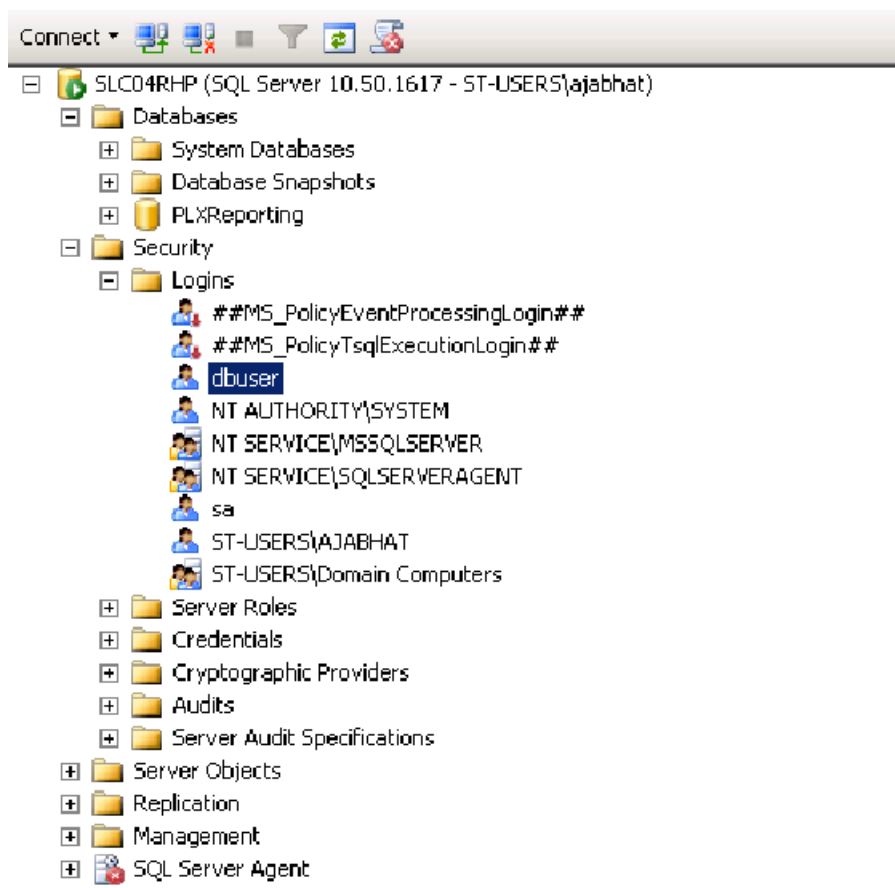 Connect
SLC04RHP (SQL Server 10.50.1617 - ST-USERS\ajabhat)
Databases
System Databases
Database Snapshots
PLXReporting
Security
Logins
##MS_PolicyEventProcessingLogin##
##MS_PolicyTsqlExecutionLogin##
dbuser
NT AUTHORITY\SYSTEM
NT SERVICE\MSSQLSERVER
NT SERVICE\SQLSERVERAGENT
sa
ST-USERS\AJABHAT
ST-USERS\Domain Computers
Server Roles
Credentials
Cryptographic Providers
Audits
Server Audit Specifications
Server Objects
Replication
Management
SQL Server Agent